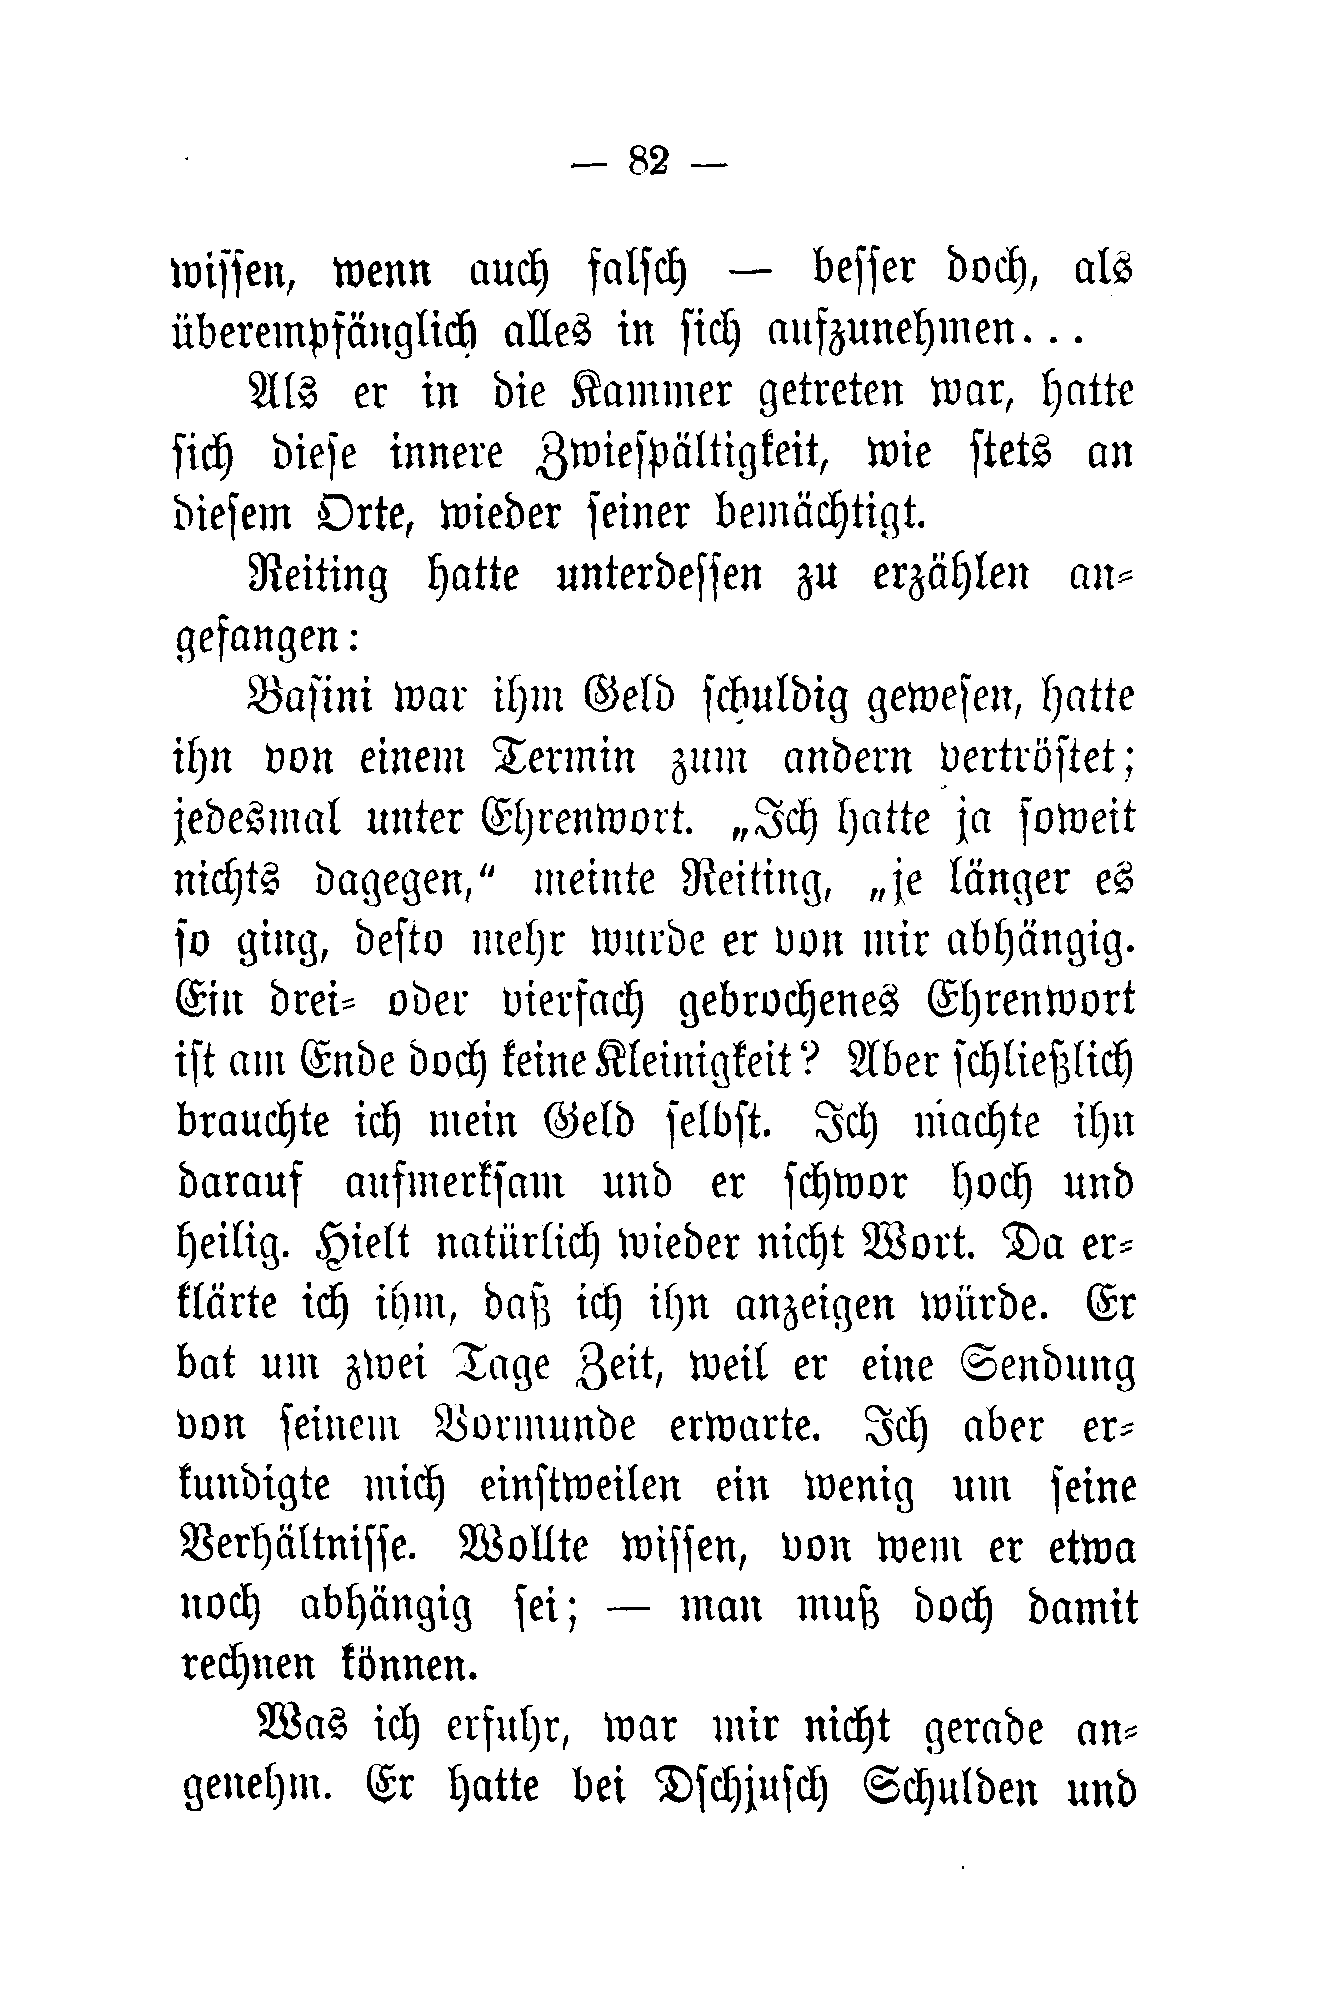 — 82 —
wissen, wenn auch falsch — besser doch, als
überempfänglich alles in sich aufzunehmen...
Als er in die Kammer getreten war, hatte
sich diese innere Zwiespältigkeit, wie stets an
diesem Orte, wieder seiner bemächtigt.
Reiting hatte unterdessen zu erzählen an-
gefangen:
Basini war ihm Geld schuldig gewesen, hatte
ihn von einem Termin zum andern vertröstet;
jedesmal unter Ehrenwort. „Ich hatte ja soweit
nichts dagegen,“ meinte Reiting, „je länger es
so ging, desto mehr wurde er von mir abhängig.
Ein drei- oder vierfach gebrochenes Ehrenwort
ist am Ende doch keine Kleinigkeit? Aber schließlich
brauchte ich mein Geld selbst. Ich machte ihn
darauf aufmerksam und er schwor hoch und
heilig. Hielt natürlich wieder nicht Wort. Da er-
klärte ich ihm, daß ich ihn anzeigen würde. Er
bat um zwei Tage Zeit, weil er eine Sendung
von seinem Vormunde erwarte. Ich aber er-
kundigte mich einstweilen ein wenig um seine
Verhältnisse. Wollte wissen, von wem er etwa
noch abhängig sei; — man muß doch damit
rechnen können.
Was ich erfuhr, war mir nicht gerade an-
genehm. Er hatte bei Dschjusch Schulden und